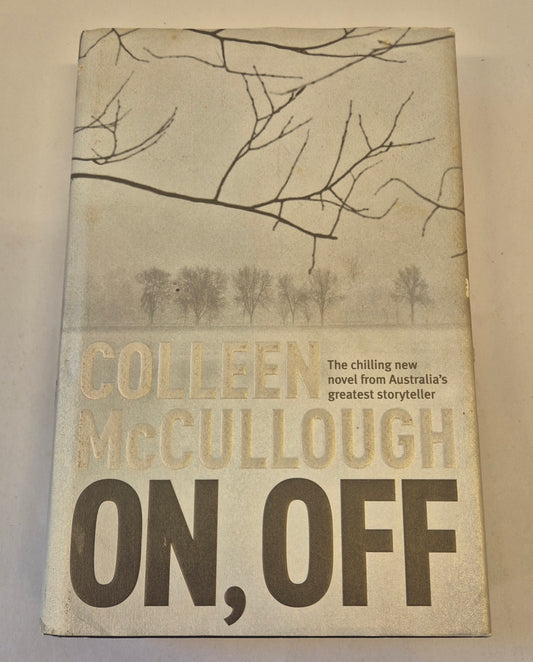 COLLEEN
The chilling new
novel from Australia's
greatest storyteller
McCULLOUGH
ON, OFF